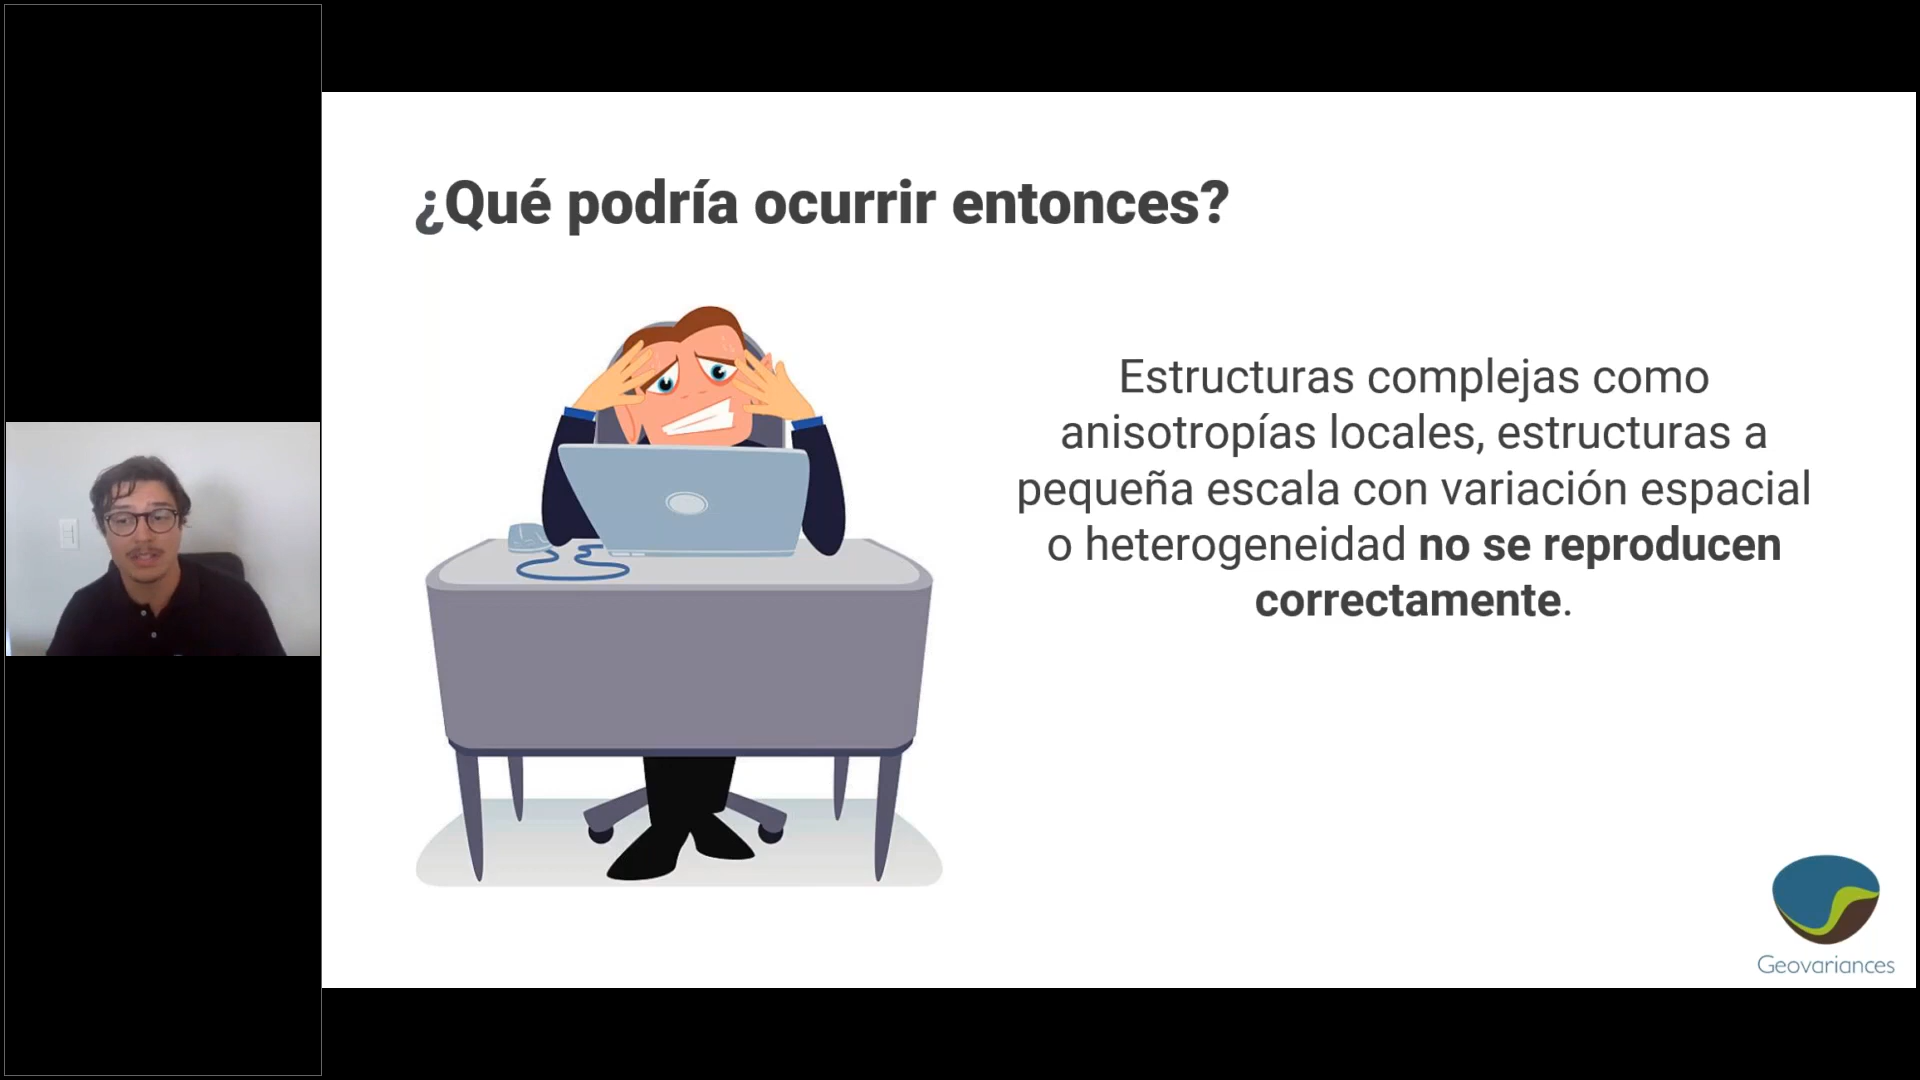 ¿Qué podría ocurrir entonces?
Estructuras complejas como
anisotropías locales, estructuras a
pequeña escala con variación espacial
o heterogeneidad no se reproducen
correctamente.
Geovariances